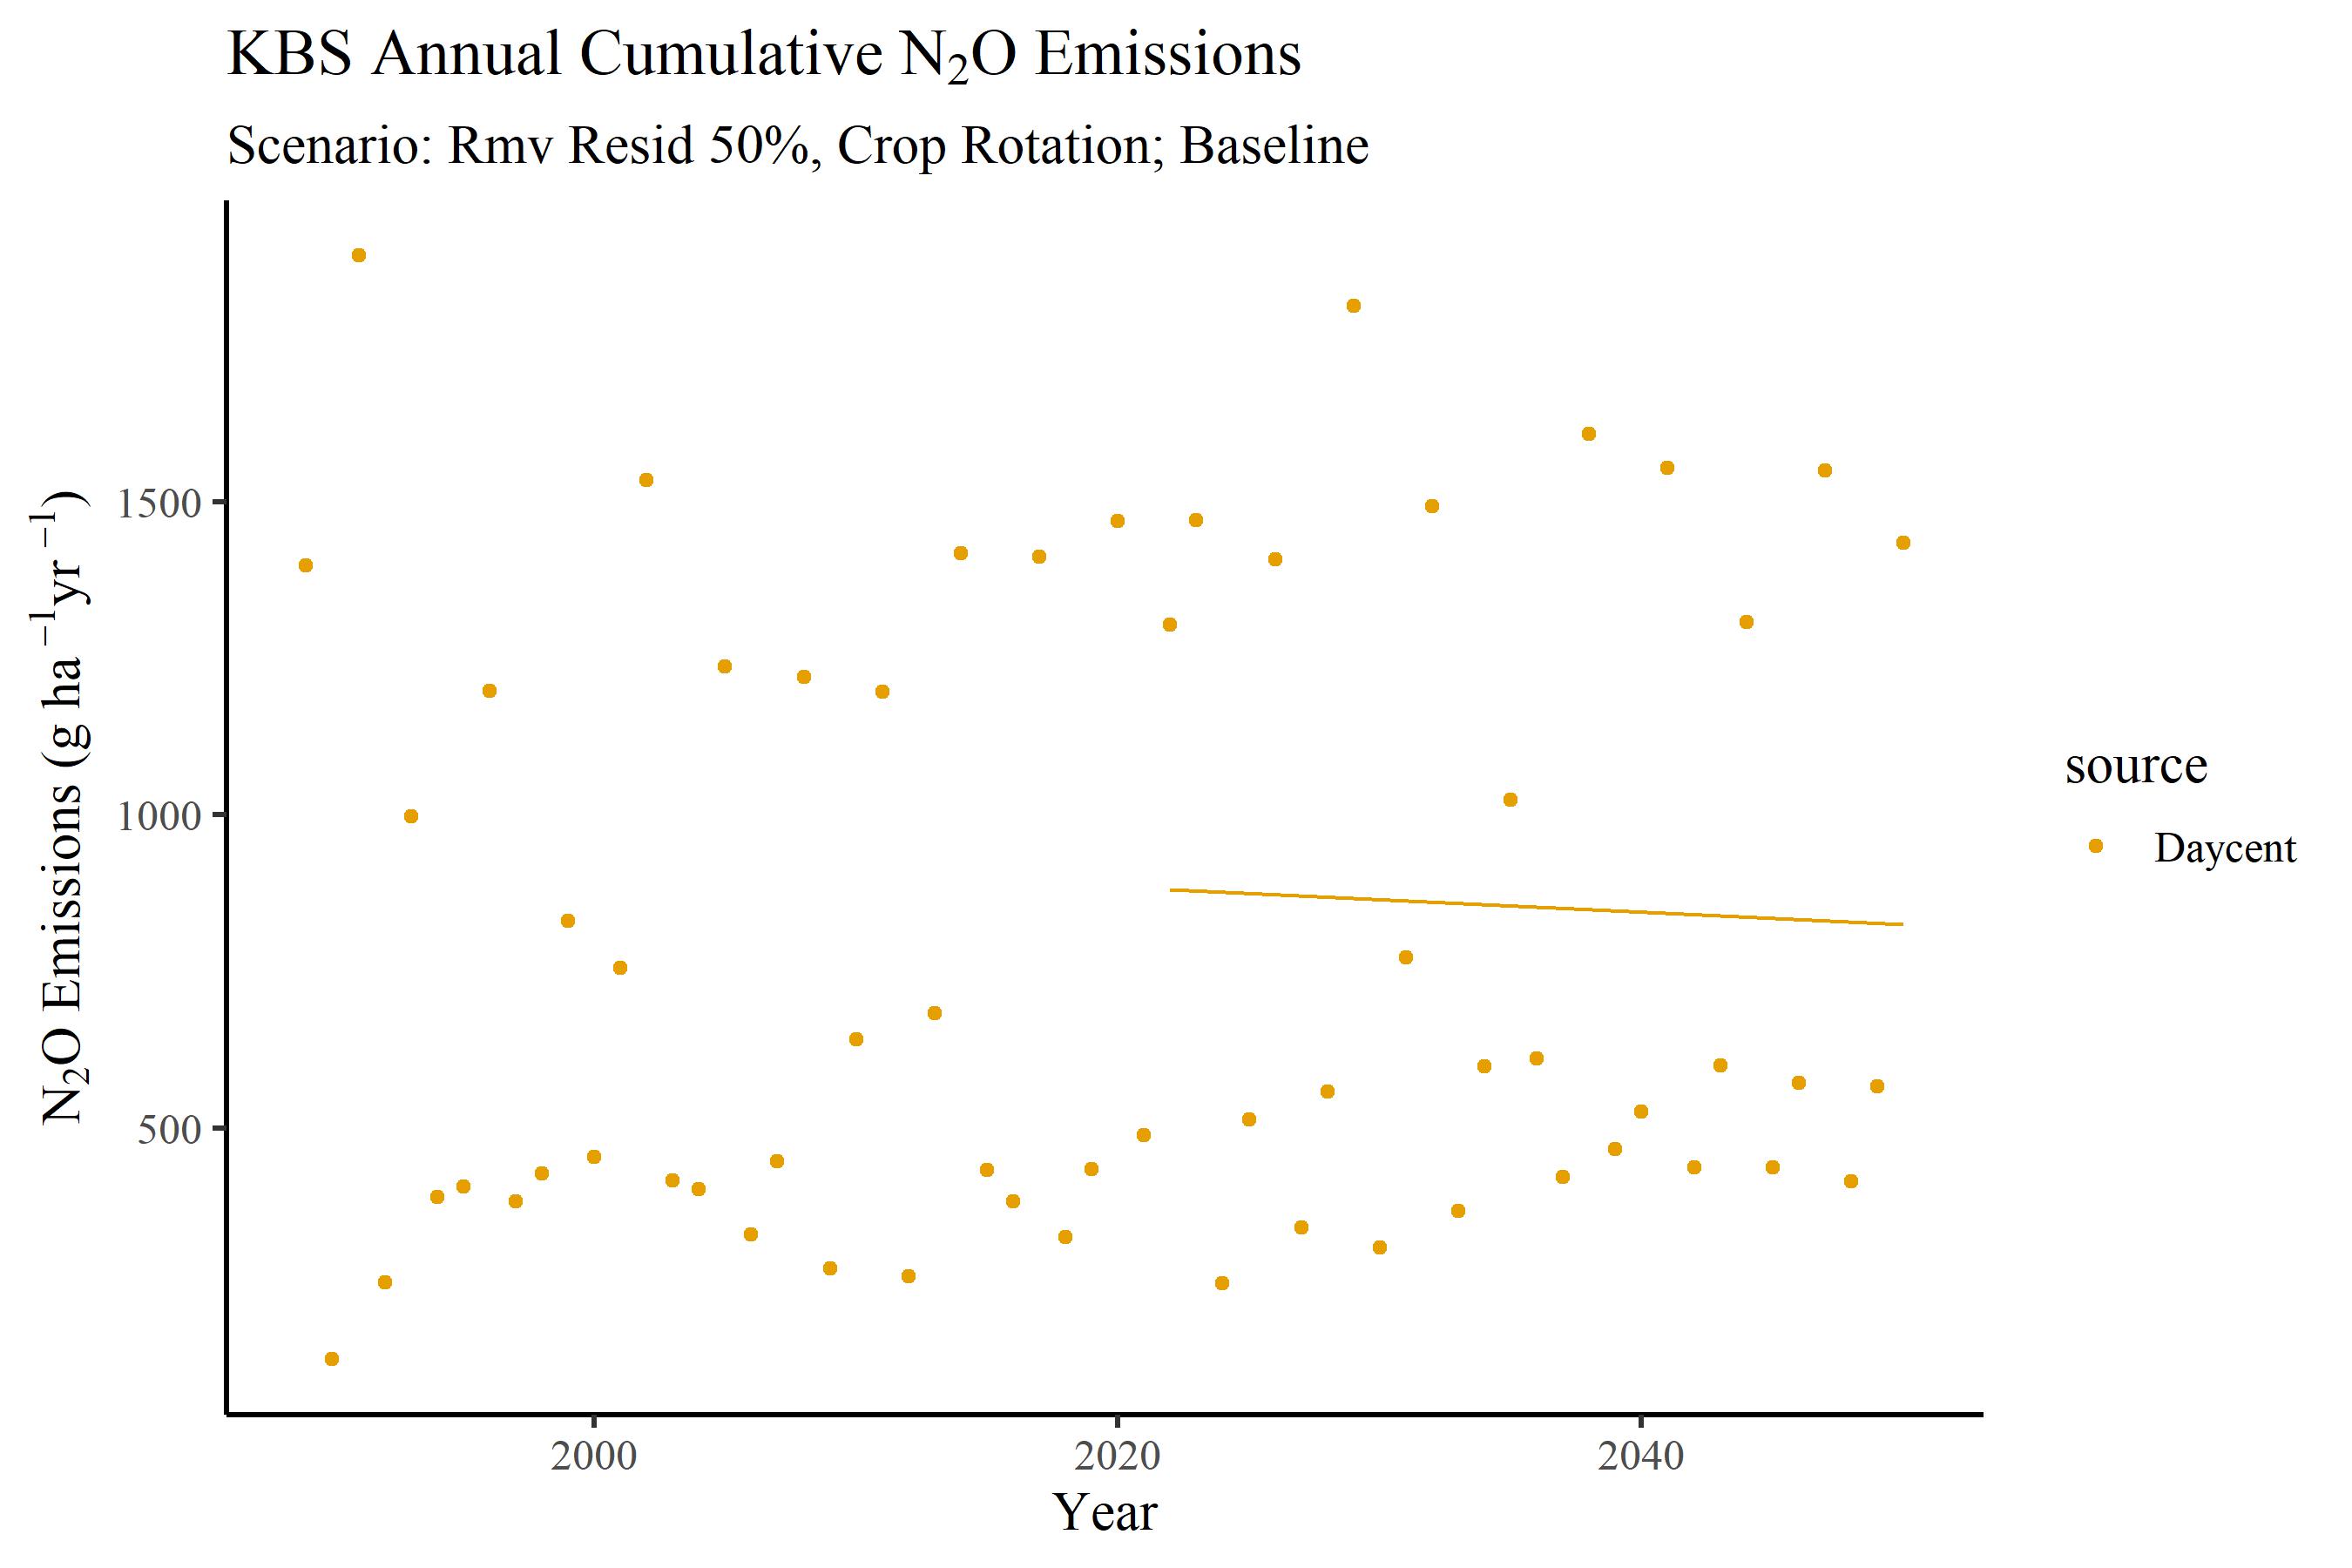 KBS Annual Cumulative N₂O Emissions
Scenario: Rmv Resid 50%, Crop Rotation; Baseline
N₂O Emissions (g ha ⁻¹yr ⁻¹)
1500
1000
500
2000
2020
2040
Year
source
Daycent